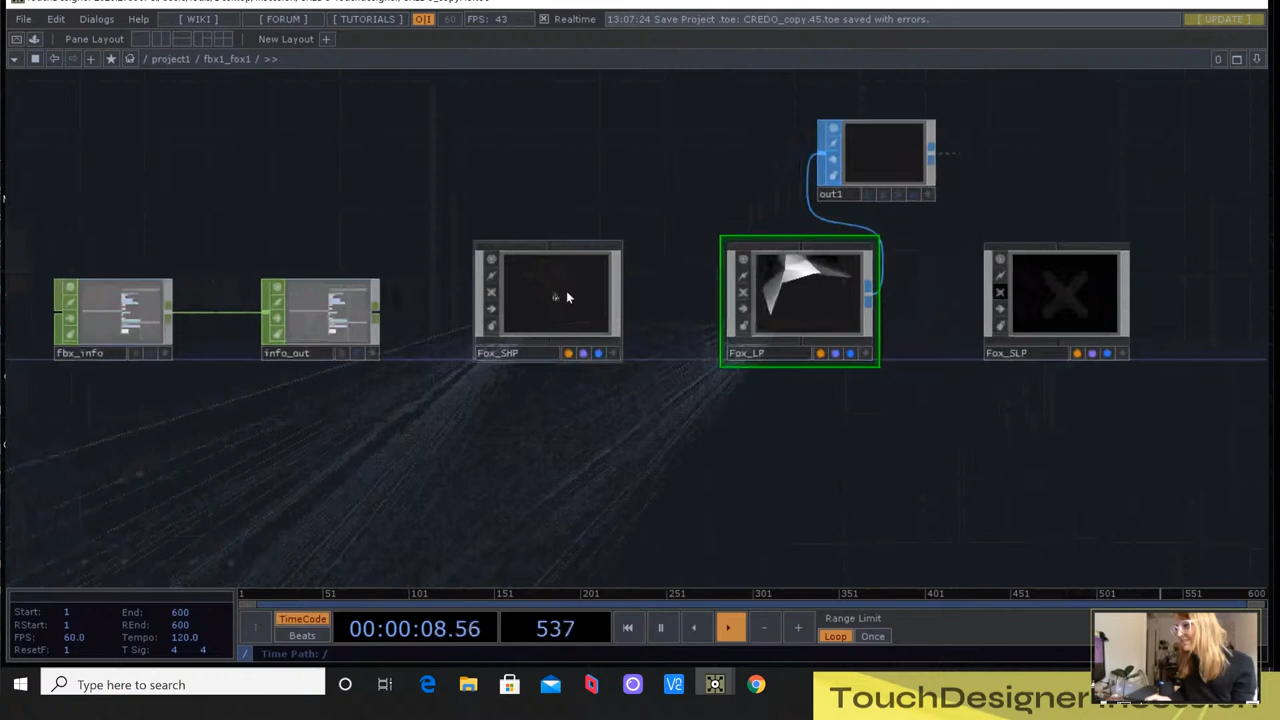 File Edit Dialogs Help [ WIKI ] [ FORUM ] [ TUTORIALS ] O|I 60 FPS: 43 Realtime 13:07:24 Save Project .toe: CREDO_copy.45.toe saved with errors. [ UPDATE ]
Pane Layout New Layout +
/ project1 / fbx1_fox1 / >> 0
out1
fbx_info info_out Fox_SHP Fox_LP Fox_SLP
1 51 101 151 201 251 301 351 401 451 501 551 600
Start: 1 End: 600
RStart: 1 REnd: 600
FPS: 60.0 Tempo: 120.0
ResetF: 1 T Sig: 4 4
TimeCode
Beats
00:00:08.56 537
Range Limit
Loop Once
/ Time Path: /
Type here to search
V2
TouchDesigner